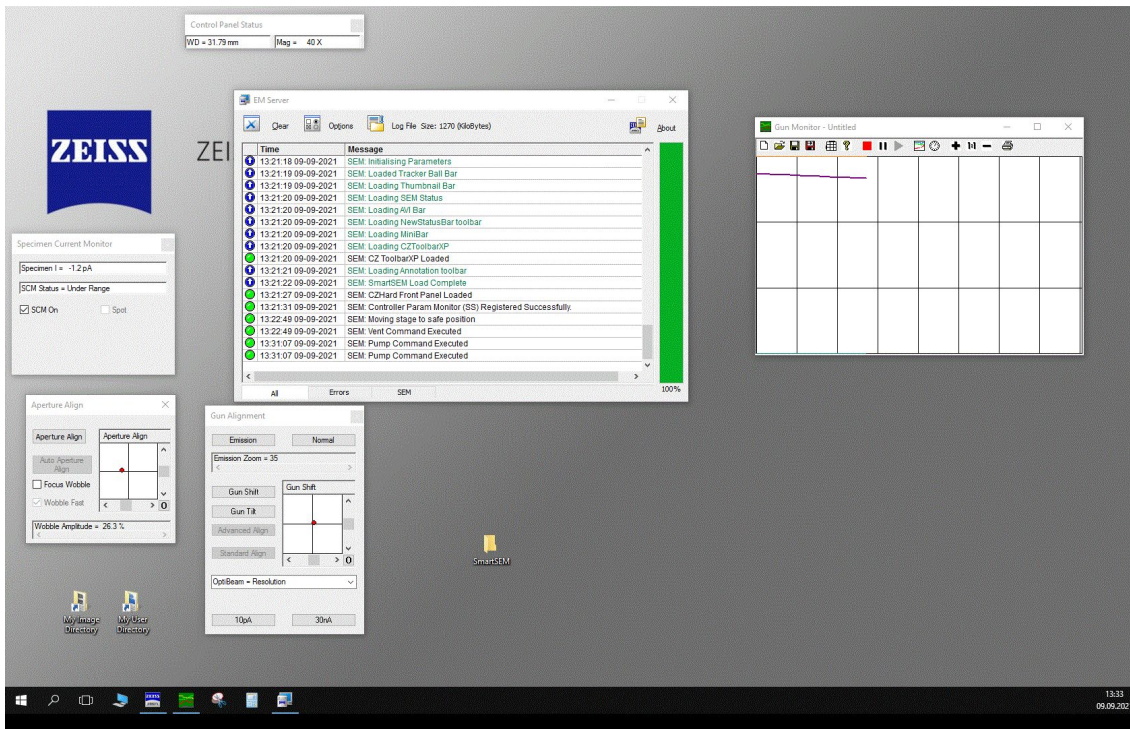 Control Panel Status
WD = 31.79 mm
Mag = 40 X
ZEISS
ZEI
EM Server
Clear
Options
Log File Size: 1270 (KiloBytes)
About
Time Message
13:21:18 09-09-2021 SEM: Initialising Parameters
13:21:19 09-09-2021 SEM: Loaded Tracker Ball Bar
13:21:19 09-09-2021 SEM: Loading Thumbnail Bar
13:21:20 09-09-2021 SEM: Loading SEM Status
13:21:20 09-09-2021 SEM: Loading AVI Bar
13:21:20 09-09-2021 SEM: Loading NewStatusBar toolbar
13:21:20 09-09-2021 SEM: Loading MiniBar
13:21:20 09-09-2021 SEM: Loading CZToolbarXP
13:21:20 09-09-2021 SEM: CZ ToolbarXP Loaded
13:21:21 09-09-2021 SEM: Loading Annotation toolbar
13:21:22 09-09-2021 SEM: SmartSEM Load Complete
13:21:27 09-09-2021 SEM: CZHard Front Panel Loaded
13:21:31 09-09-2021 SEM: Controller Param Monitor (SS) Registered Successfully.
13:22:49 09-09-2021 SEM: Moving stage to safe position
13:22:49 09-09-2021 SEM: Vent Command Executed
13:31:07 09-09-2021 SEM: Pump Command Executed
13:31:07 09-09-2021 SEM: Pump Command Executed
All
Errors
SEM
100%
Gun Monitor - Untitled
Specimen Current Monitor
Specimen I = -1.2 pA
SCM Status = Under Range
SCM On
Spot
Aperture Align
Aperture Align
Aperture Align
Auto Aperture
Align
Focus Wobble
Wobble Fast
0
Wobble Amplitude = 26.3 %
Gun Alignment
Emission
Normal
Emission Zoom = 35
Gun Shift
Gun Shift
Gun Tilt
Advanced Align
Standard Align
0
OptiBeam = Resolution
10pA
30nA
SmartSEM
My Image
Directory
My User
Directory
13:33
09.09.202